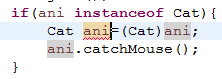 if(ani instanceof Cat){
Cat ani=(Cat)ani;
ani.catchMouse();
}